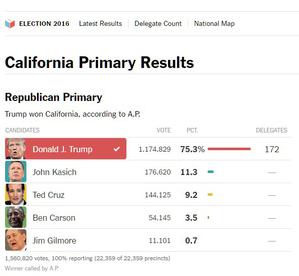 ELECTION 2016 Latest Results Delegate Count National Map
California Primary Results
Republican Primary
Trump won California, according to A.P.
CANDIDATES VOTE PCT. DELEGATES
Donald J. Trump 1,174,829 75.3% 172
John Kasich 176,620 11.3 —
Ted Cruz 144,125 9.2 —
Ben Carson 54,145 3.5 —
Jim Gilmore 11,101 0.7 —
1,560,820 votes, 100% reporting (22,359 of 22,359 precincts)
Winner called by A.P.